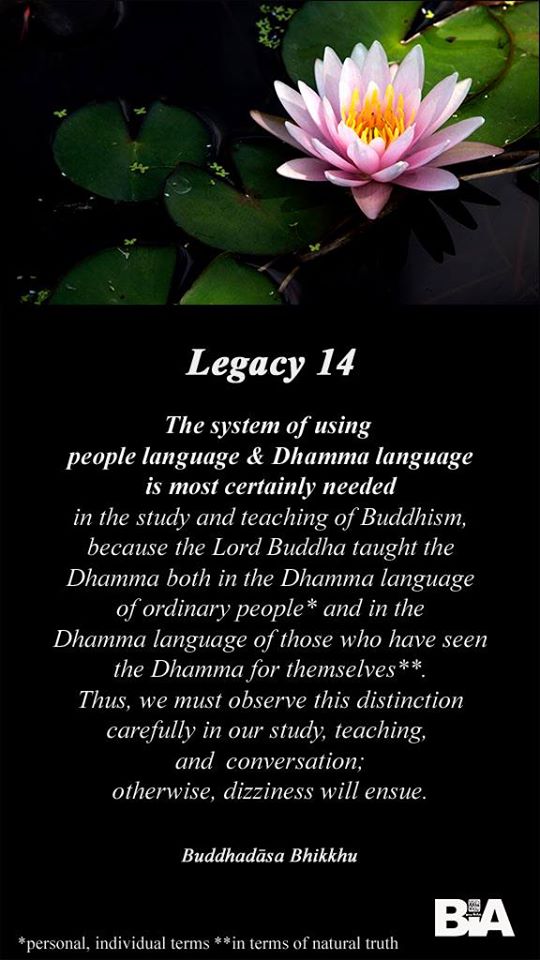 Legacy 14
The system of using
people language & Dhamma language
is most certainly needed
in the study and teaching of Buddhism,
because the Lord Buddha taught the
Dhamma both in the Dhamma language
of ordinary people* and in the
Dhamma language of those who have seen
the Dhamma for themselves**.
Thus, we must observe this distinction
carefully in our study, teaching,
and conversation;
otherwise, dizziness will ensue.
Buddhadāsa Bhikkhu
BIA
*personal, individual terms **in terms of natural truth